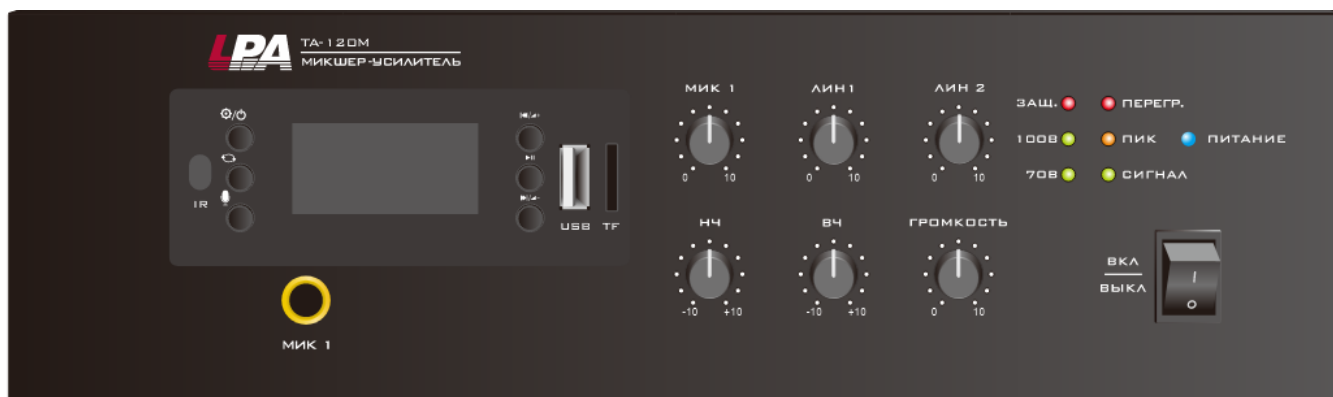 LPA
TA-120M
МИКШЕР-УСИЛИТЕЛЬ
IR
USB TF
МИК 1
МИК 1
0 10
ЛИН1
0 10
ЛИН 2
0 10
НЧ
-10 +10
ВЧ
-10 +10
ГРОМКОСТЬ
0 10
ЗАЩ. ПЕРЕГР.
100В ПИК ПИТАНИЕ
70В СИГНАЛ
ВКЛ
ВЫКЛ
I
O